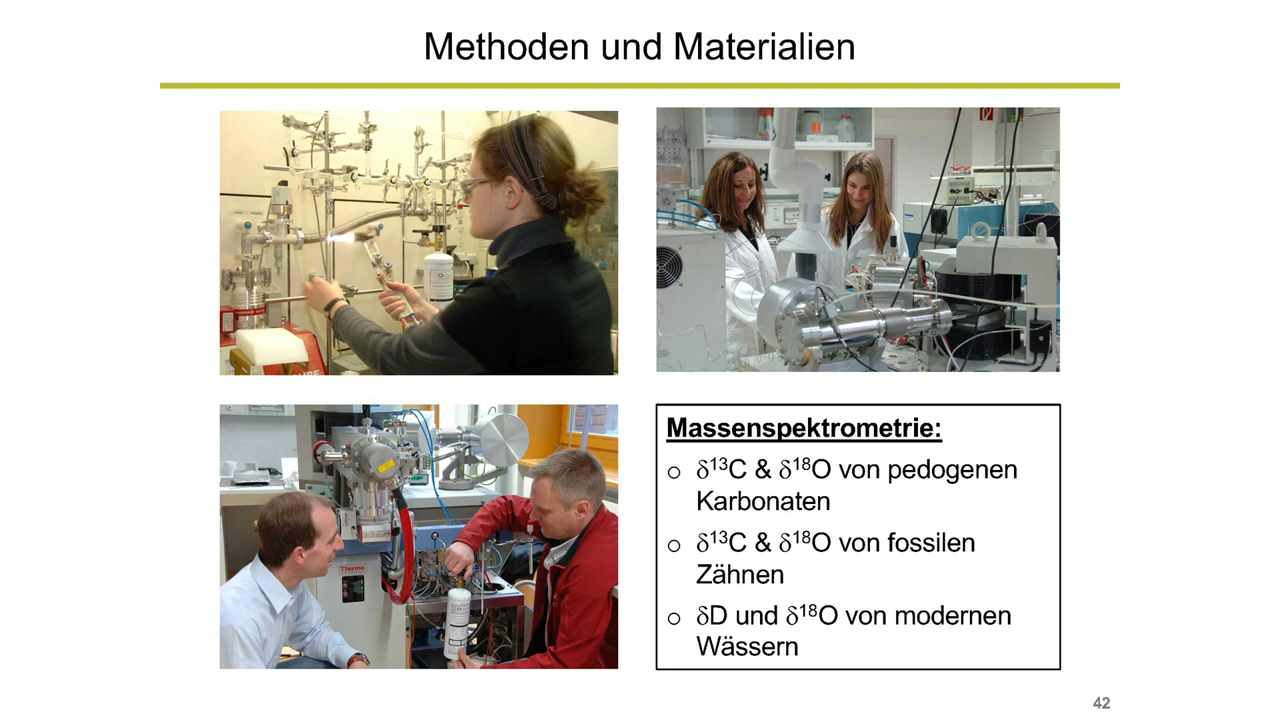 Methoden und Materialien
Thermo
Massenspektrometrie:
o δ¹³C & δ¹⁸O von pedogenen
Karbonaten
o δ¹³C & δ¹⁸O von fossilen
Zähnen
o δD und δ¹⁸O von modernen
Wässern
42